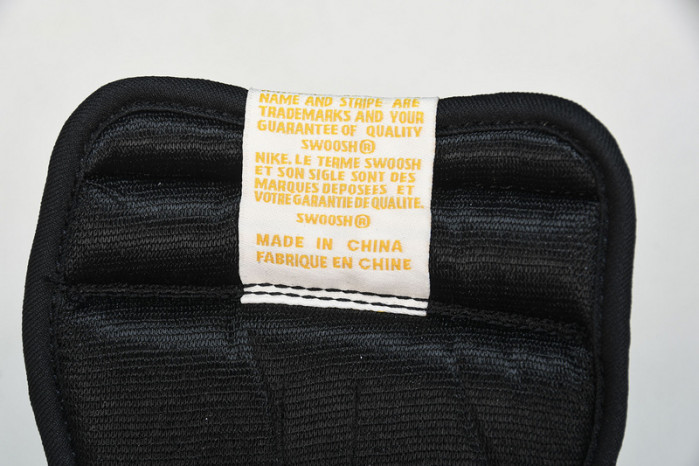 NAME AND STRIPE ARE
TRADEMARKS AND YOUR
GUARANTEE OF QUALITY
SWOOSH®
NIKE, LE TERME SWOOSH
ET SON SIGLE SONT DES
MARQUES DEPOSEES ET
VOTRE GARANTIE DE QUALITE.
SWOOSH®
MADE IN CHINA
FABRIQUE EN CHINE